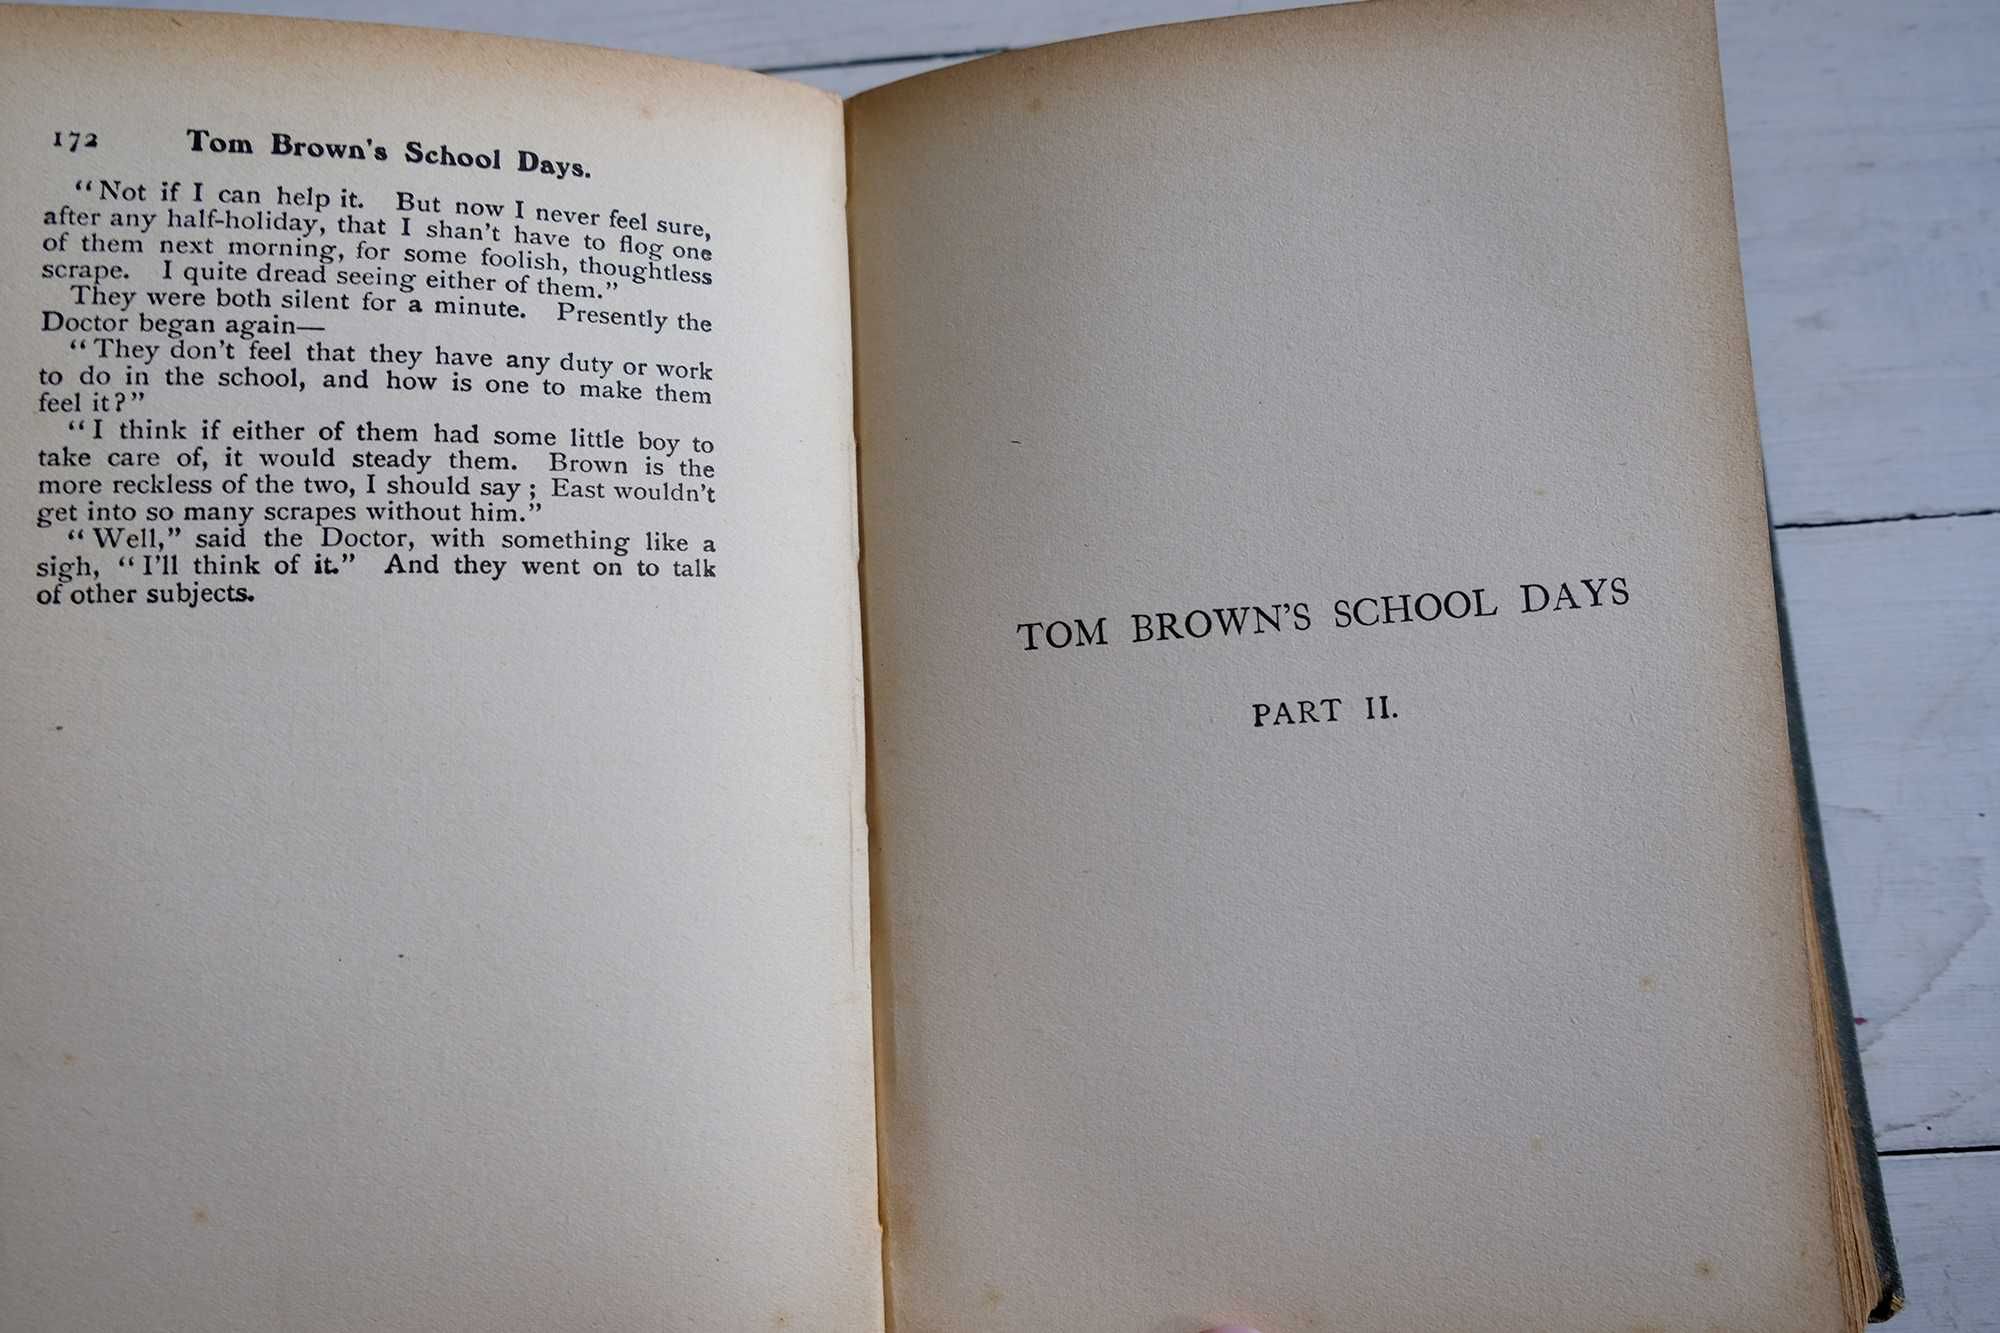 172 Tom Brown's School Days.
“Not if I can help it. But now I never feel sure,
after any half-holiday, that I shan't have to flog one
of them next morning, for some foolish, thoughtless
scrape. I quite dread seeing either of them.”
They were both silent for a minute. Presently the
Doctor began again—
“They don't feel that they have any duty or work
to do in the school, and how is one to make them
feel it?”
“I think if either of them had some little boy to
take care of, it would steady them. Brown is the
more reckless of the two, I should say; East wouldn't
get into so many scrapes without him.”
“Well,” said the Doctor, with something like a
sigh, “I'll think of it.” And they went on to talk
of other subjects.
TOM BROWN'S SCHOOL DAYS
PART II.